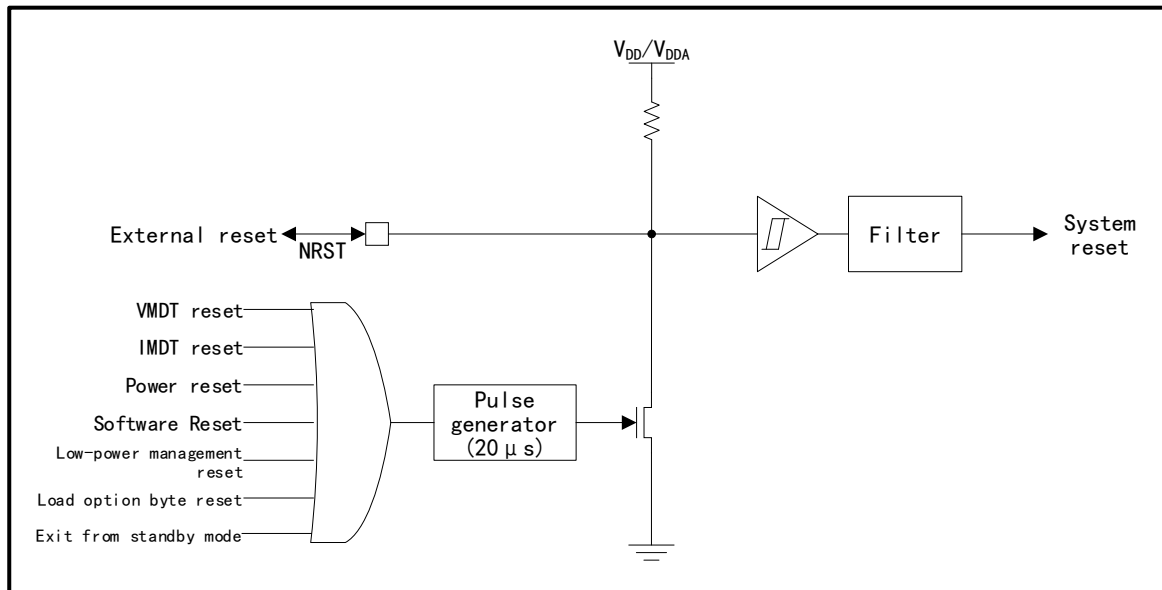 VDD/VDDA
External reset
NRST
Filter
System
reset
VMDT reset
IMDT reset
Power reset
Software Reset
Low-power management
reset
Load option byte reset
Exit from standby mode
Pulse
generator
(20μs)